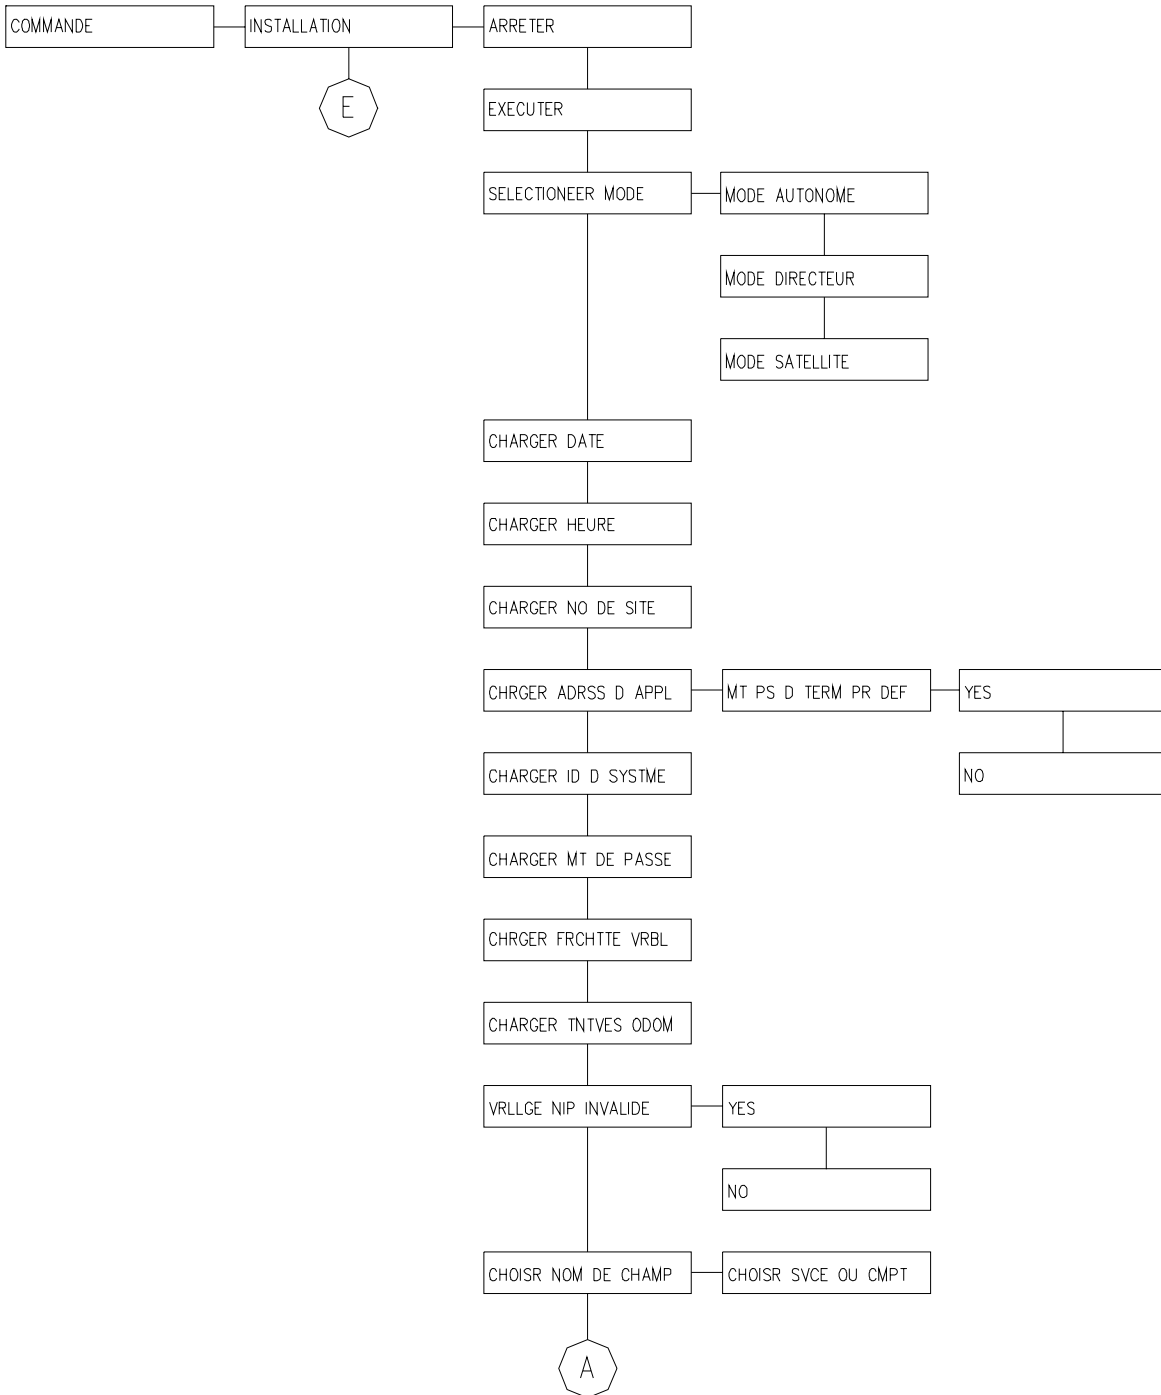 COMMANDE
INSTALLATION
ARRETER
E
EXECUTER
SELECTIONEER MODE
MODE AUTONOME
MODE DIRECTEUR
MODE SATELLITE
CHARGER DATE
CHARGER HEURE
CHARGER NO DE SITE
CHRGER ADRSS D APPL
MT PS D TERM PR DEF
YES
NO
CHARGER ID D SYSTME
CHARGER MT DE PASSE
CHRGER FRCHTTE VRBL
CHARGER TNTVES ODOM
VRLLGE NIP INVALIDE
YES
NO
CHOISR NOM DE CHAMP
CHOISR SVCE OU CMPT
A